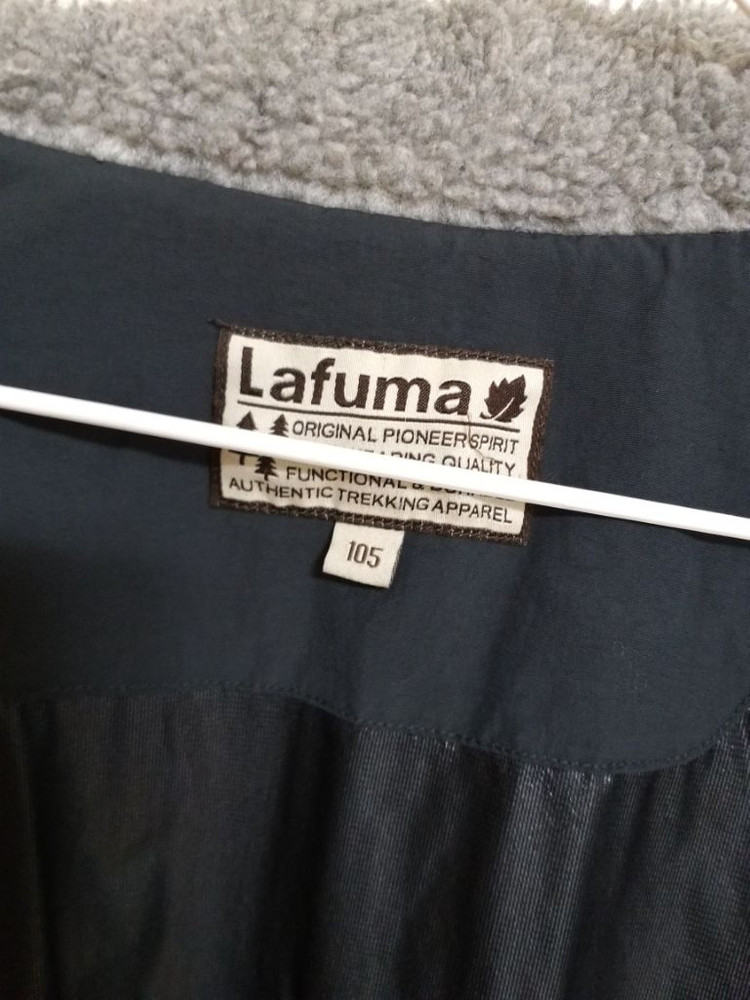 Lafuma
ORIGINAL PIONEER SPIRIT
QUALITY
FUNCTIONAL &
AUTHENTIC TREKKING APPAREL
105